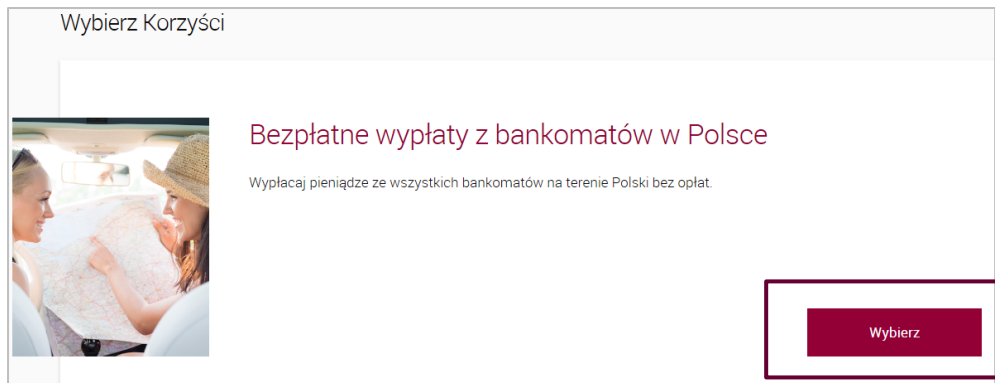 Wybierz Korzyści
Bezpłatne wypłaty z bankomatów w Polsce
Wypłacaj pieniądze ze wszystkich bankomatów na terenie Polski bez opłat.
Wybierz